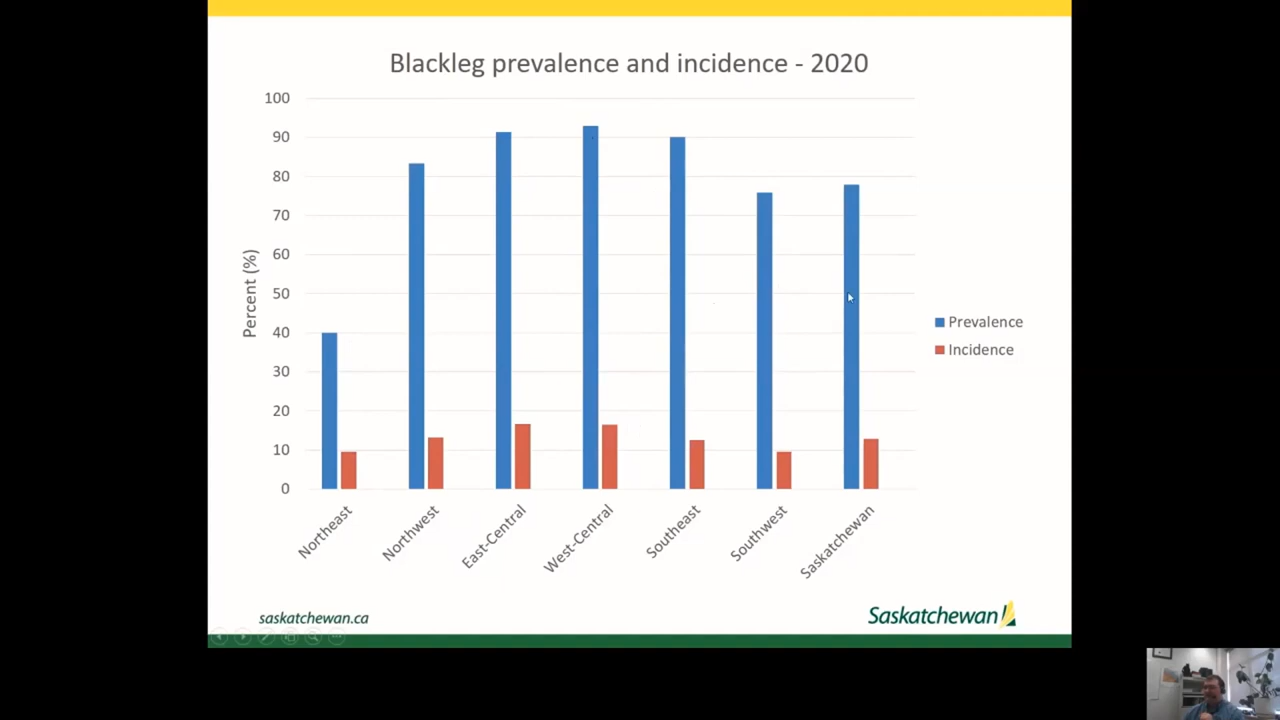 Blackleg prevalence and incidence - 2020
Percent (%)
100
90
80
70
60
50
40
30
20
10
0
Northeast
Northwest
East-Central
West-Central
Southeast
Southwest
Saskatchewan
Prevalence
Incidence
saskatchewan.ca
Saskatchewan